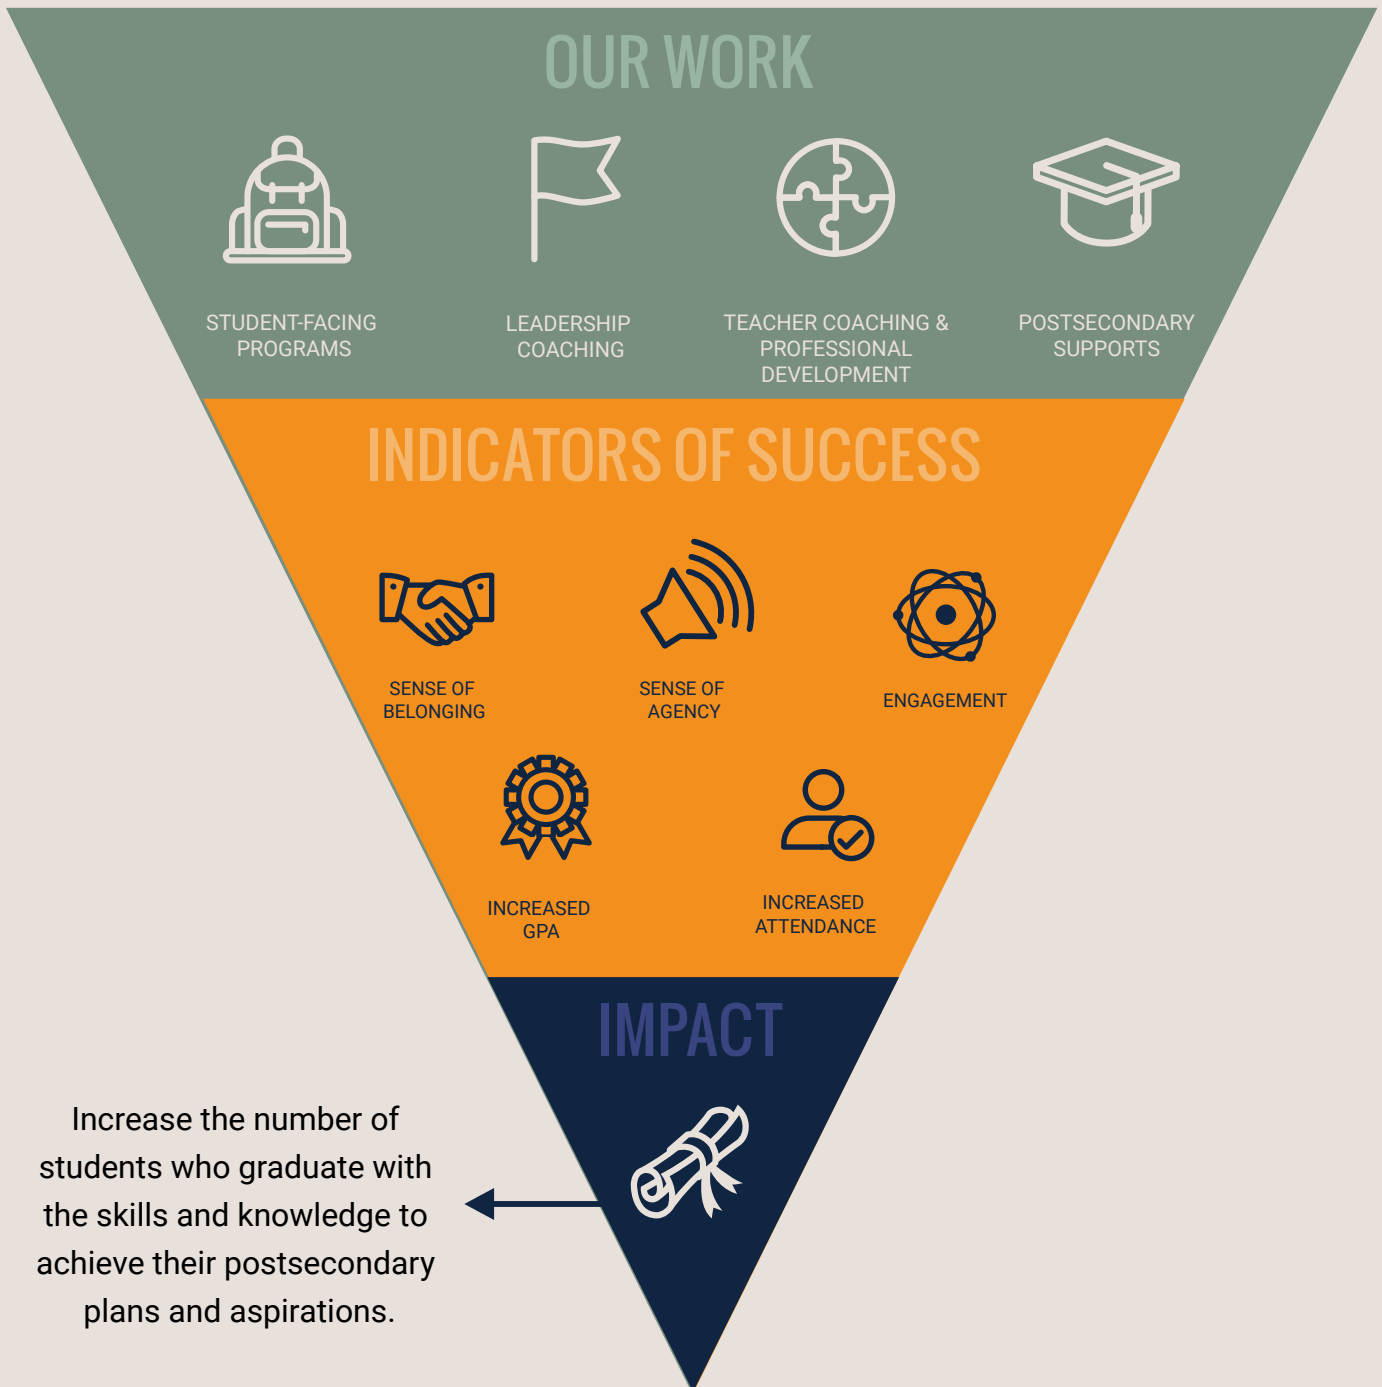 OUR WORK
STUDENT-FACING
PROGRAMS
LEADERSHIP
COACHING
TEACHER COACHING &
PROFESSIONAL
DEVELOPMENT
POSTSECONDARY
SUPPORTS
INDICATORS OF SUCCESS
SENSE OF
BELONGING
SENSE OF
AGENCY
ENGAGEMENT
INCREASED
GPA
INCREASED
ATTENDANCE
IMPACT
Increase the number of
students who graduate with
the skills and knowledge to
achieve their postsecondary
plans and aspirations.